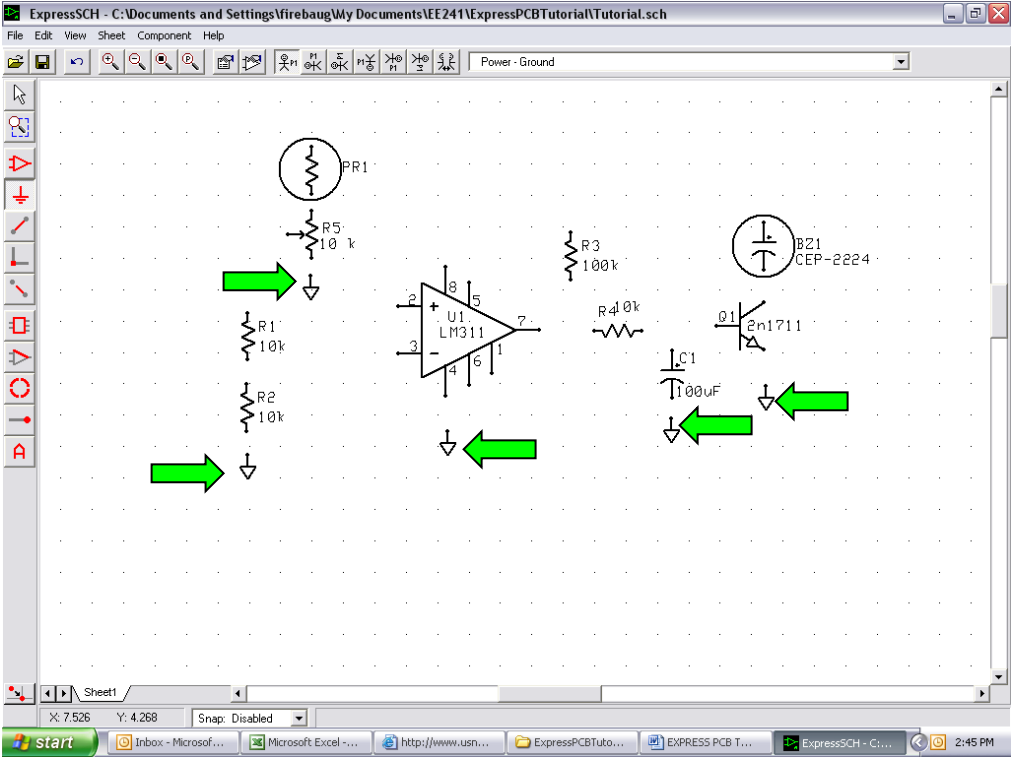 ExpressSCH - C:\Documents and Settings\firebaug\My Documents\EE241\ExpressPCBTutorial\Tutorial.sch
File Edit View Sheet Component Help
Power - Ground
PR1
R5
10 k
R3
100k
BZ1
CEP-2224
8
2
5
+
U1
LM311
7
R4 10k
Q1
2n1711
R1
10k
3
-
1
6
4
C1
100uF
R2
10k
A
Sheet1
X: 7.526 Y: 4.268 Snap: Disabled
start Inbox - Microsof... Microsoft Excel -... http://www.usn... ExpressPCBTuto... EXPRESS PCB T... ExpressSCH - C:... 2:45 PM